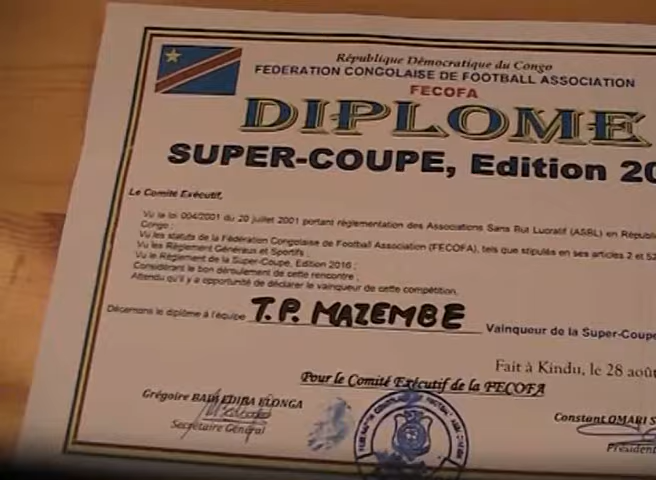 République Démocratique du Congo
FEDERATION CONGOLAISE DE FOOTBALL ASSOCIATION
FECOFA
DIPLOME
SUPER-COUPE, Edition 20
Le Comité Exécutif,
Vu la loi 004/2001 du 20 juillet 2001 portant réglementation des Associations Sans But Lucratif (ASBL) en Républi
Congo ;
Vu les statuts de la Fédération Congolaise de Football Association (FECOFA), tels que stipulés en ses articles 2 et 52
Vu les Règlement Généraux et Sportifs ;
Vu le Règlement de la Super-Coupe, Edition 2016 ;
Considérant le bon déroulement de cette rencontre ;
Attendu qu'il y a opportunité de déclarer le vainqueur de cette compétition.
Décernons le diplôme à l'équipe T.P. MAZEMBE Vainqueur de la Super-Coupe
Fait à Kindu, le 28 août
Pour le Comité Exécutif de la FECOFA
Grégoire BADI EDIBA ELONGA
Secrétaire Général
Constant OMARI S
Président